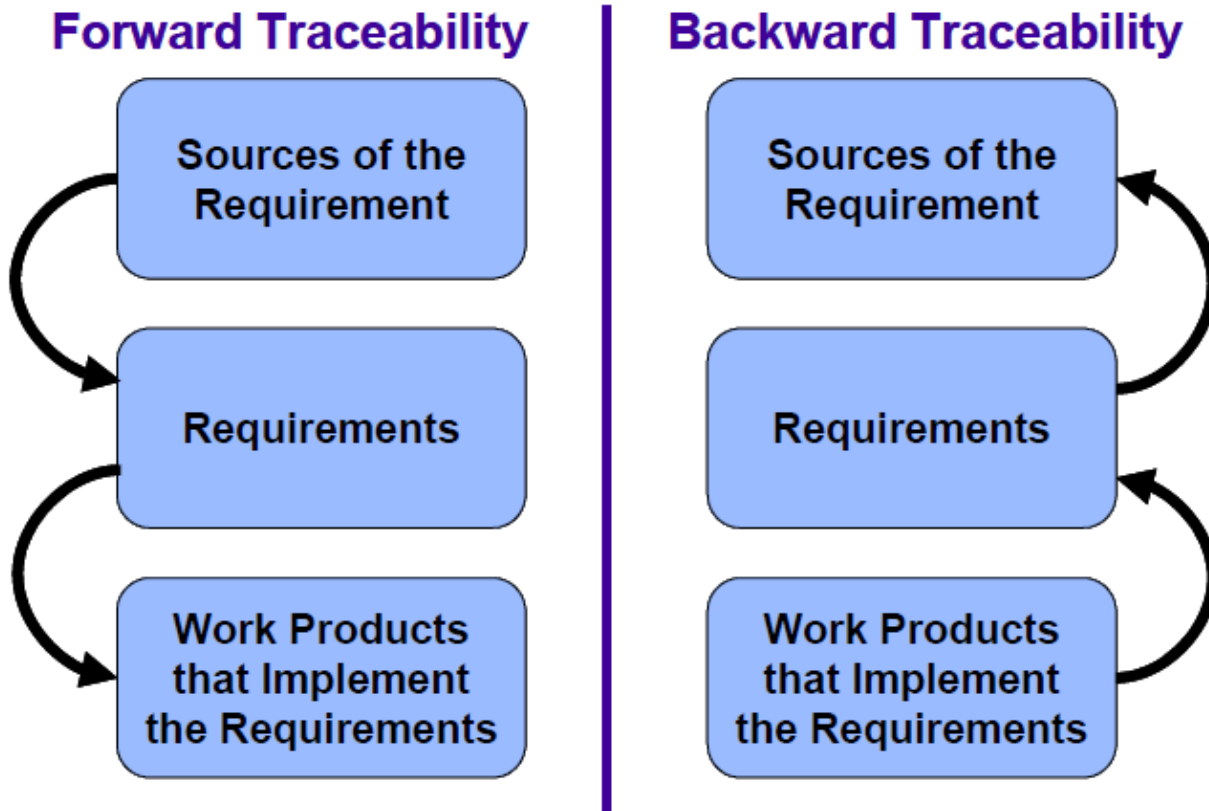 Forward Traceability
Sources of the
Requirement
Requirements
Work Products
that Implement
the Requirements
Backward Traceability
Sources of the
Requirement
Requirements
Work Products
that Implement
the Requirements